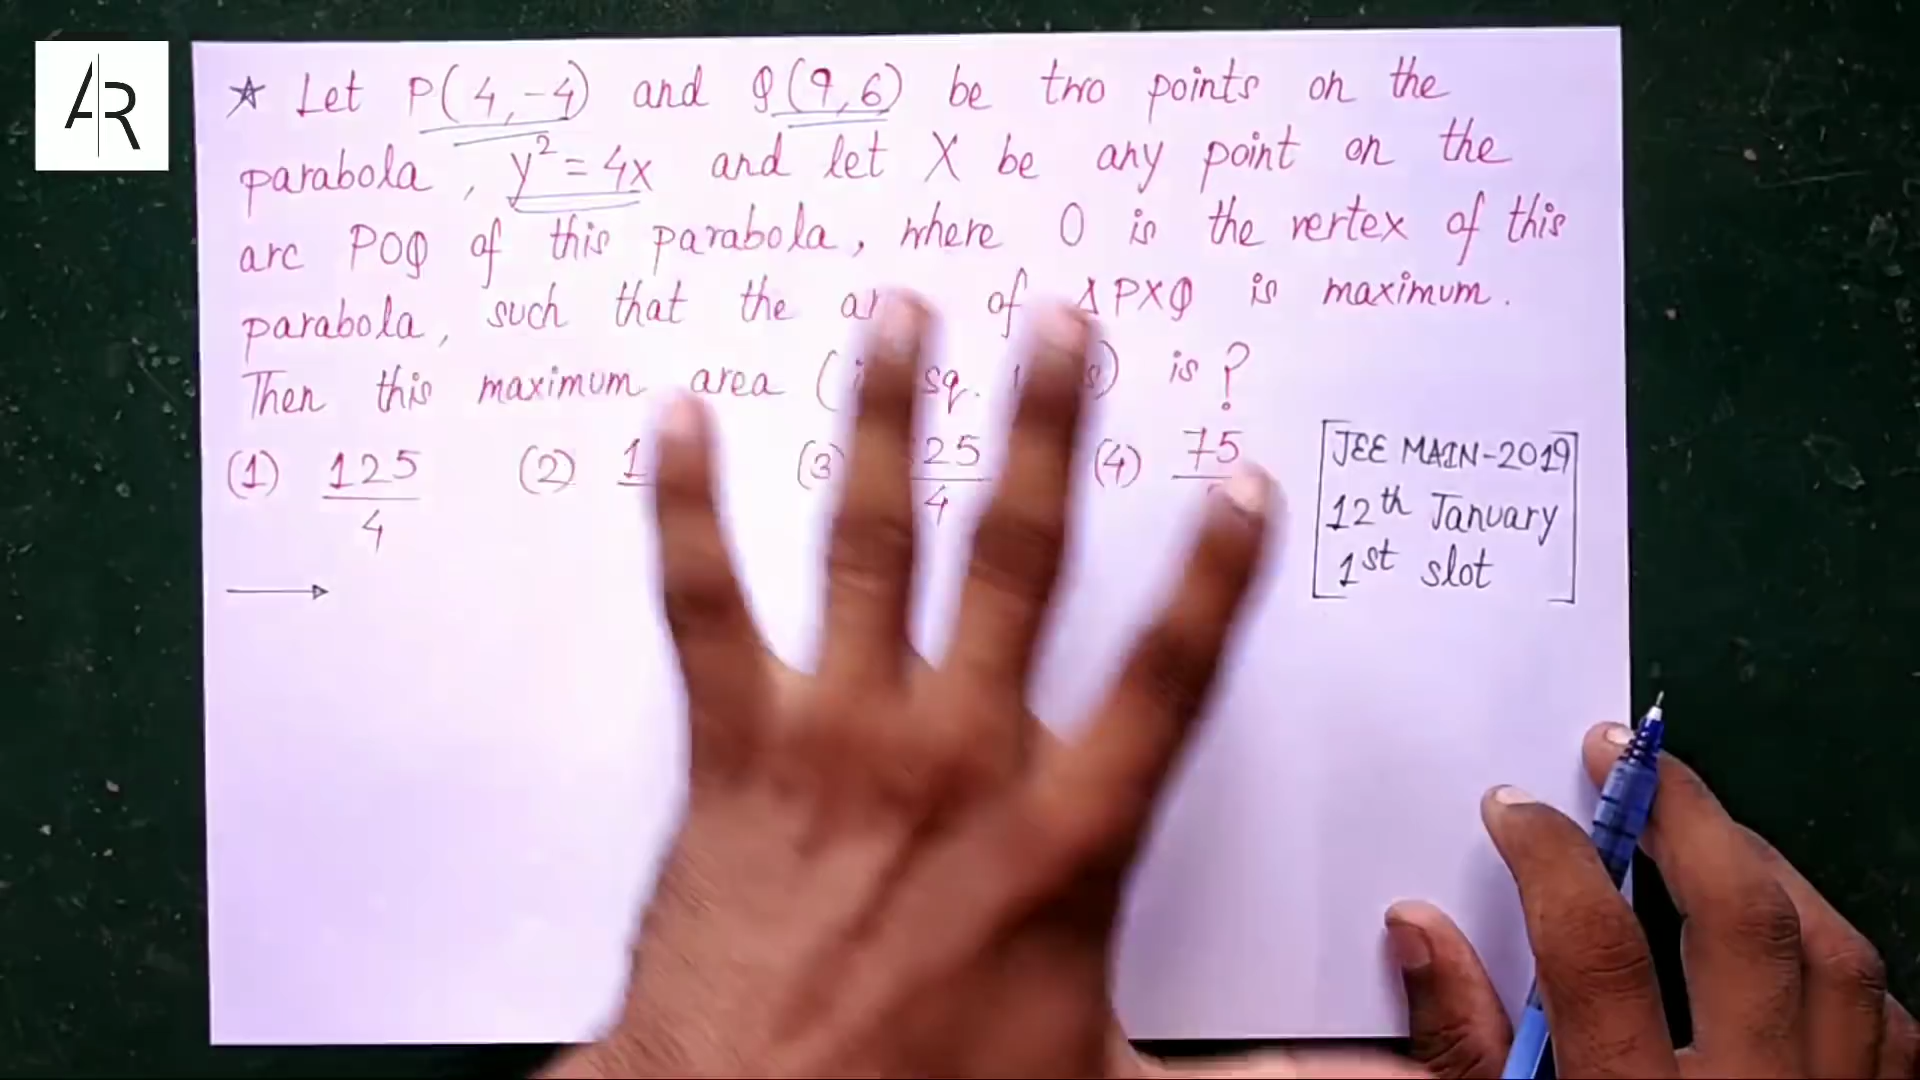 AR
☆ Let P(4,-4) and Q(9,6) be two points on the
parabola, y² = 4x and let X be any point on the
arc POQ of this parabola, where O is the vertex of this
parabola, such that the of ΔPXQ is maximum.
Then this maximum area ( sq. ) is ?
(1) 125/4 (2) (3) 25/4 (4) 75
[JEE MAIN-2019
12th January
1st slot]